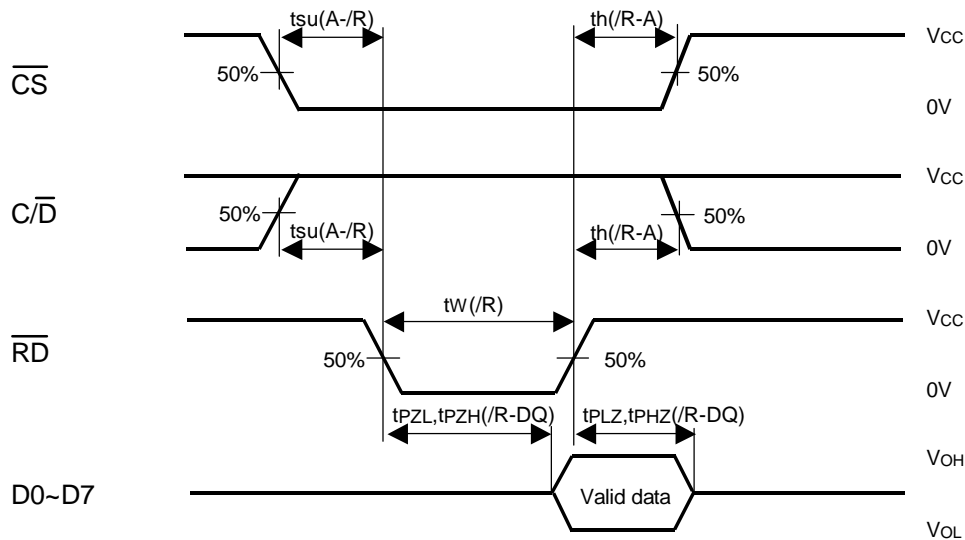 tsu(A-/R) th(/R-A)
VCC
50% 50%
CS
0V
VCC
C/D
50% 50%
tsu(A-/R) th(/R-A)
0V
tW(/R)
VCC
RD
50% 50%
0V
tPZL,tPZH(/R-DQ) tPLZ,tPHZ(/R-DQ)
VOH
D0~D7 Valid data
VOL